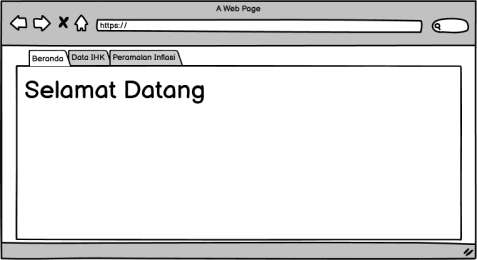 A Web Page
https://
Beranda Data IHK Peramalan Inflasi
Selamat Datang